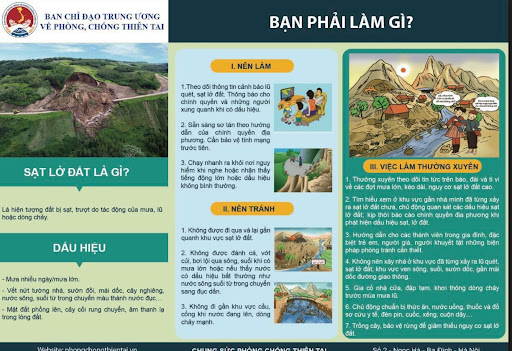 BAN CHỈ ĐẠO TRUNG ƯƠNG
VỀ PHÒNG, CHỐNG THIÊN TAI
BẠN PHẢI LÀM GÌ?
SẠT LỞ ĐẤT LÀ GÌ?
Là hiện tượng đất bị sạt, trượt do tác động của mưa, lũ
hoặc dòng chảy.
DẤU HIỆU
- Mưa nhiều ngày/mưa lớn.
- Vết nứt tường nhà, sườn đồi, mái dốc, cây nghiêng,
nước sông, suối từ trong chuyển màu thành nước đục…
- Mặt đất phồng lên, cây cối rung chuyển, âm thanh lạ
trong lòng đất.
I. NÊN LÀM
1.Theo dõi thông tin cảnh báo lũ
quét, sạt lở đất. Thông báo cho
chính quyền và những người
xung quanh khi có dấu hiệu.
2. Sẵn sàng sơ tán theo hướng
dẫn của chính quyền địa
phương. Cần bảo vệ tính mạng
trước tiên.
3. Chạy nhanh ra khỏi nơi nguy
hiểm khi nghe hoặc nhận thấy
tiếng động lớn hoặc dấu hiệu
không bình thường.
II. NÊN TRÁNH
1. Không được đi qua và lại gần
quanh khu vực sạt lở đất.
2. Không được đánh cá, vớt
củi, bơi lội qua sông, suối khi có
mưa lớn hoặc nếu thấy nước
có dấu hiệu bất thường như
nước sông suối từ trong chuyển
sang đục dần.
3. Không đi gần khu vực cầu,
cống khi nước đang lên, dòng
chảy mạnh.
III. VIỆC LÀM THƯỜNG XUYÊN
1. Thường xuyên theo dõi tin tức trên báo, đài và ti vi
về các đợt mưa lớn, kéo dài, nguy cơ sạt lở đất cao.
2. Tìm hiểu xem ở khu vực gần nhà mình đã từng xảy
ra sạt lở đất chưa, chủ động quan sát các dấu hiệu sạt
lở đất; kịp thời báo cho chính quyền địa phương khi
phát hiện dấu hiệu sạt, lở đất.
3. Hướng dẫn cho các thành viên trong gia đình, đặc
biệt trẻ em, người già, người khuyết tật những biện
pháp phòng tránh cần thiết.
4. Không nên xây nhà ở khu vực đã từng xảy ra lũ quét,
sạt lở đất; khu vực ven sông, suối, sườn dốc, gần mái
dốc đường giao thông.
5. Gia cố nhà cửa, đắp tạm, khơi thông dòng chảy
trước mùa mưa lũ.
6. Chủ động chuẩn bị thức ăn, nước uống, thuốc và đồ
sơ cứu y tế, đèn pin, cuốc, xẻng, cuộn dây…
7. Trồng cây, bảo vệ rừng để giảm thiểu nguy cơ sạt lở
đất.
Website: phongchongthientai.vn
CHUNG SỨC PHÒNG CHỐNG THIÊN TAI
Số 2 - Ngọc Hà - Ba Đình - Hà Nội